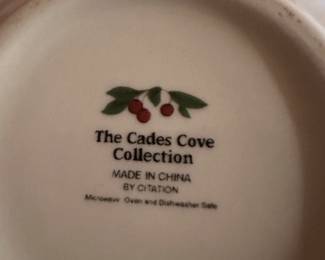 The Cades Cove
Collection
MADE IN CHINA
BY CITATION
Microwave Oven and Dishwasher Safe